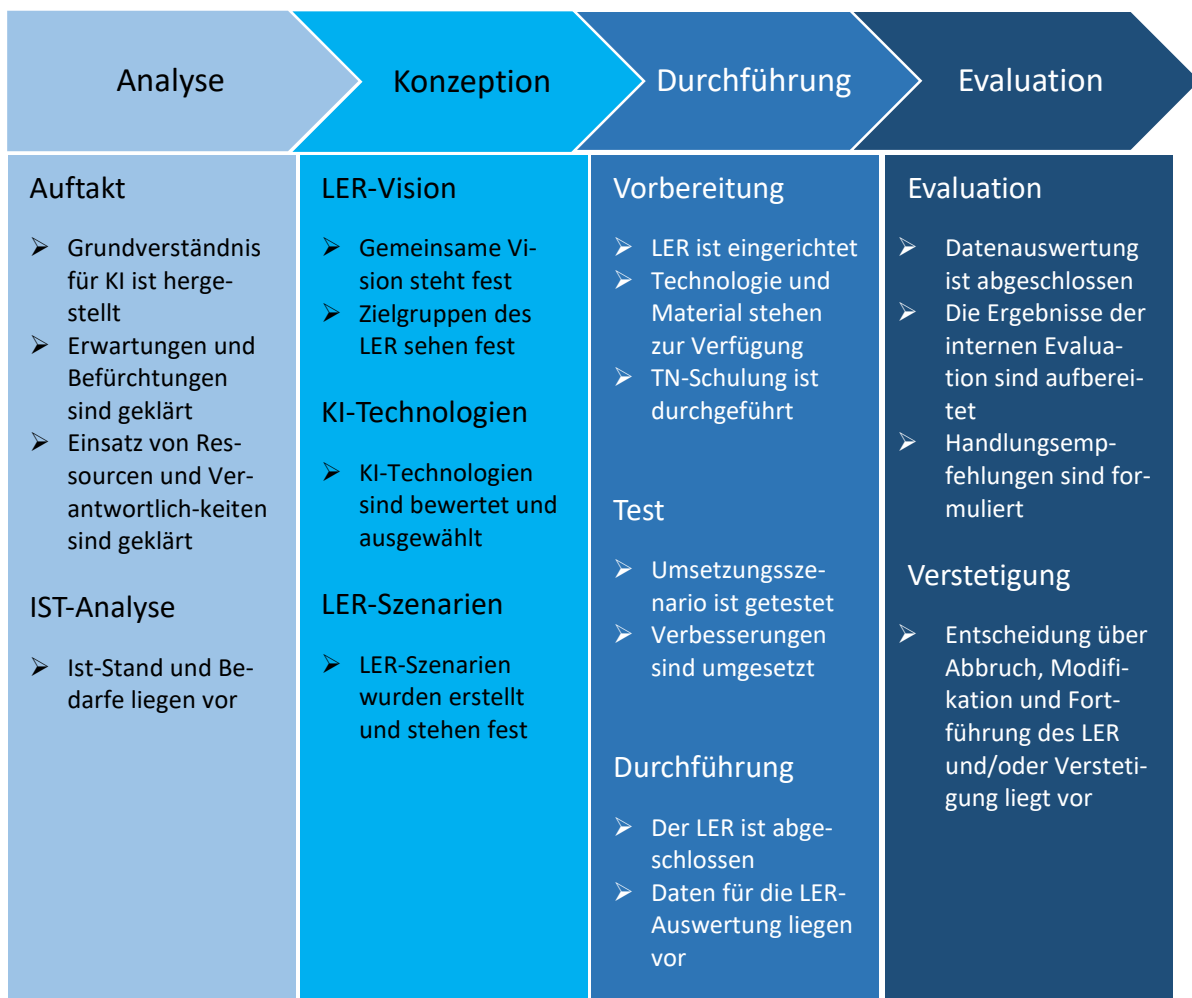 Analyse
Konzeption
Durchführung
Evaluation
Auftakt
➢ Grundverständnis
für KI ist herge-
stellt
➢ Erwartungen und
Befürchtungen
sind geklärt
➢ Einsatz von Res-
sourcen und Ver-
antwortlich-keiten
sind geklärt
IST-Analyse
➢ Ist-Stand und Be-
darfe liegen vor
LER-Vision
➢ Gemeinsame Vi-
sion steht fest
➢ Zielgruppen des
LER sehen fest
KI-Technologien
➢ KI-Technologien
sind bewertet und
ausgewählt
LER-Szenarien
➢ LER-Szenarien
wurden erstellt
und stehen fest
Vorbereitung
➢ LER ist eingerichtet
➢ Technologie und
Material stehen
zur Verfügung
➢ TN-Schulung ist
durchgeführt
Test
➢ Umsetzungssze-
nario ist getestet
➢ Verbesserungen
sind umgesetzt
Durchführung
➢ Der LER ist abge-
schlossen
➢ Daten für die LER-
Auswertung liegen
vor
Evaluation
➢ Datenauswertung
ist abgeschlossen
➢ Die Ergebnisse der
internen Evalua-
tion sind aufberei-
tet
➢ Handlungsemp-
fehlungen sind for-
muliert
Verstetigung
➢ Entscheidung über
Abbruch, Modifi-
kation und Fort-
führung des LER
und/oder Versteti-
gung liegt vor